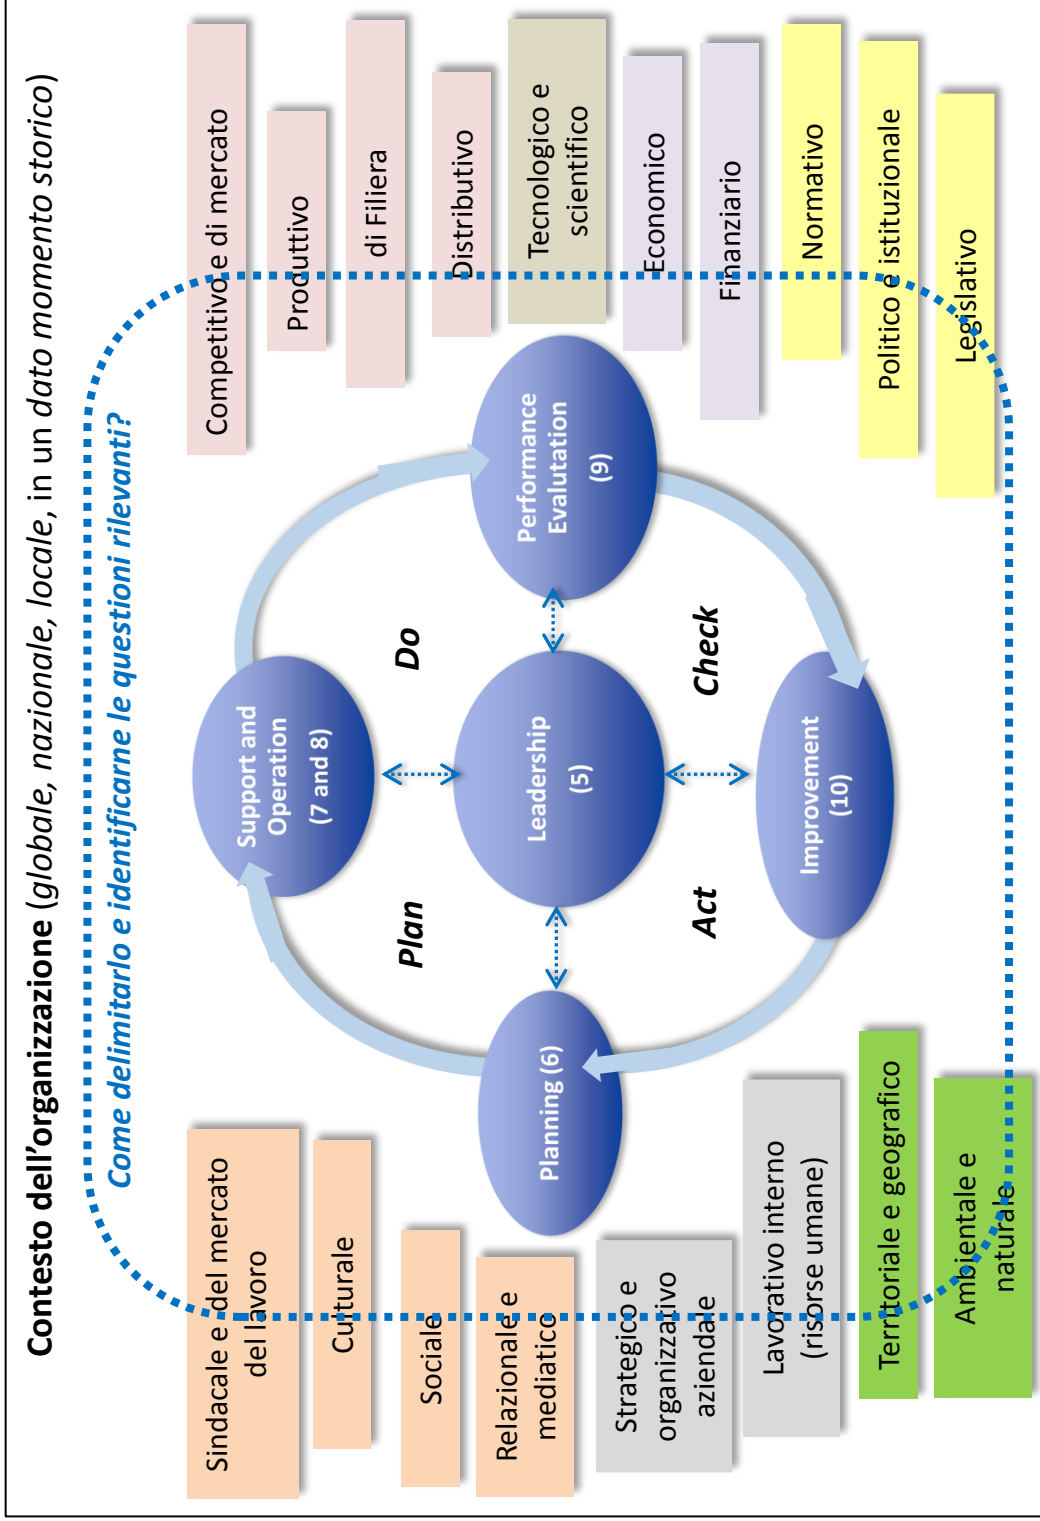 Contesto dell'organizzazione (globale, nazionale, locale, in un dato momento storico)
Come delimitarlo e identificarne le questioni rilevanti?
Sindacale e del mercato
del lavoro
Culturale
Sociale
Relazionale e
mediatico
Strategico e
organizzativo
aziendale
Lavorativo interno
(risorse umane)
Territoriale e geografico
Ambientale e
naturale
Support and
Operation
(7 and 8)
Plan
Do
Planning (6)
Leadership
(5)
Performance
Evalutation
(9)
Act
Check
Improvement
(10)
Competitivo e di mercato
Produttivo
di Filiera
Distributivo
Tecnologico e
scientifico
Economico
Finanziario
Normativo
Politico e istituzionale
Legislativo